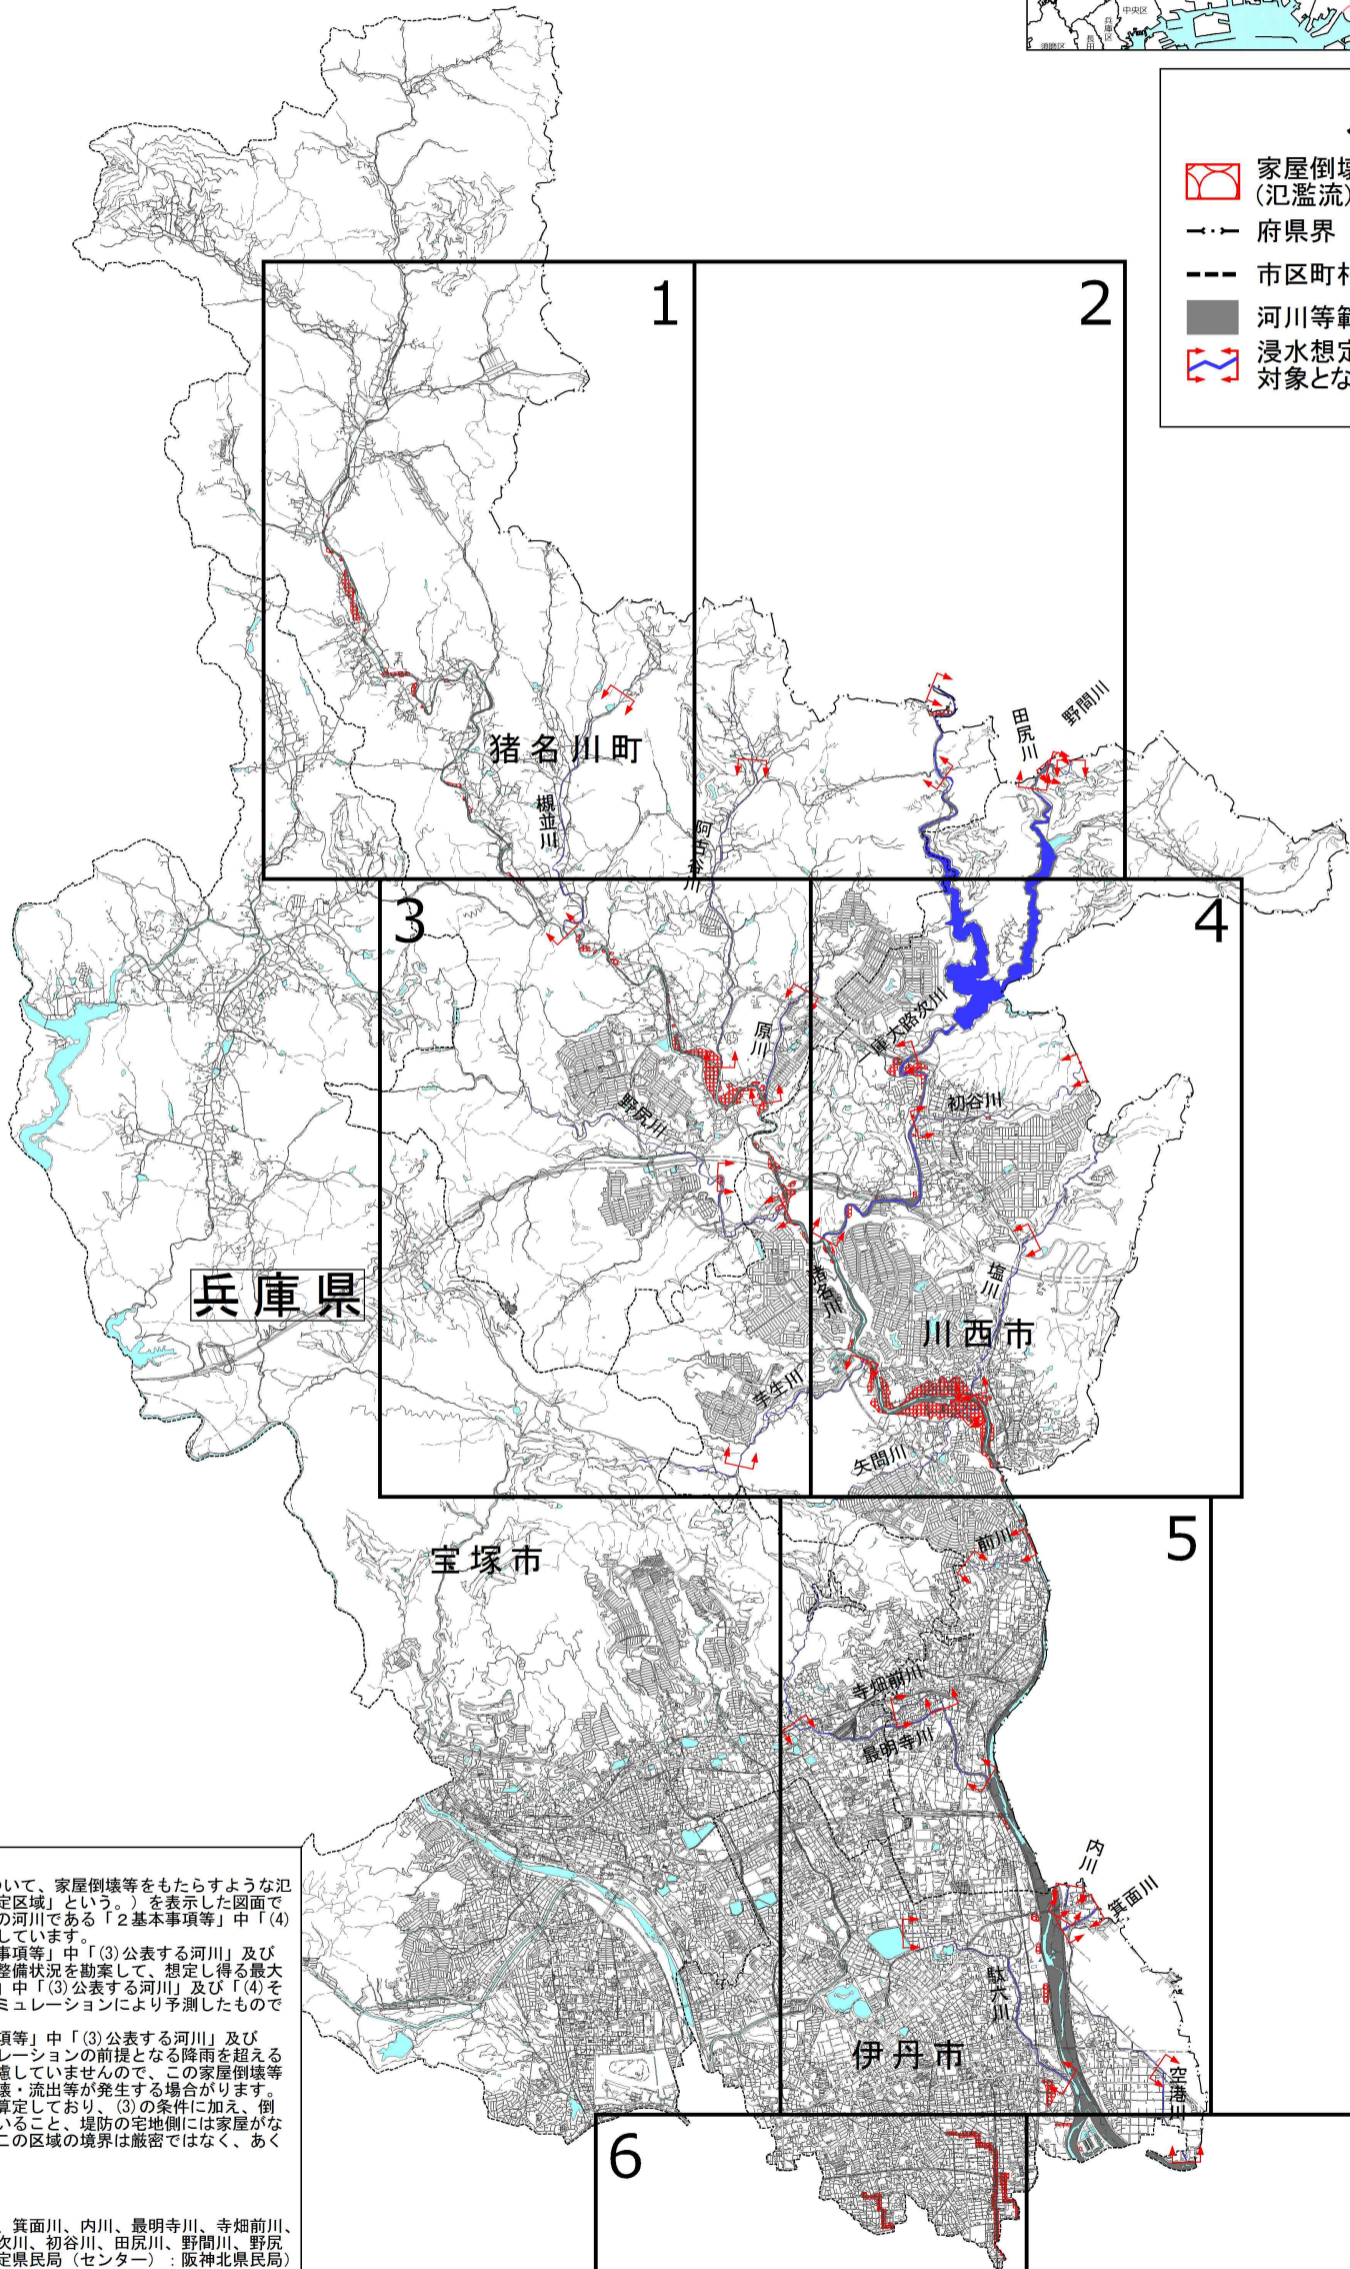 中央区
兵庫区
須磨区
長田
家屋倒壊
(氾濫流)
府県界
市区町村
河川等範
浸水想定
対象とな
1
2
田尻川
野間川
猪名川町
槻並川
阿古谷川
3
4
一庫大路次川
原川
初谷川
野尻川
兵庫県
塩川
猪名川
川西市
芋生川
矢問川
5
前川
宝塚市
寺畑前川
最明寺川
内川
箕面川
駄六川
伊丹市
空港川
6
いて、家屋倒壊等をもたらすような氾
定区域」という。）を表示した図面で
の河川である「２基本事項等」中「(4)
しています。
事項等」中「(3)公表する河川」及び
整備状況を勘案して、想定し得る最大
」中「(3)公表する河川」及び「(4)そ
ミュレーションにより予測したもので
項等」中「(3)公表する河川」及び
レーションの前提となる降雨を超える
慮していませんので、この家屋倒壊等
壊・流出等が発生する場合がります。
算定しており、(3)の条件に加え、倒
いること、堤防の宅地側には家屋がな
この区域の境界は厳密ではなく、あく
、箕面川、内川、最明寺川、寺畑前川、
次川、初谷川、田尻川、野間川、野尻
定県民局（センター）：阪神北県民局）